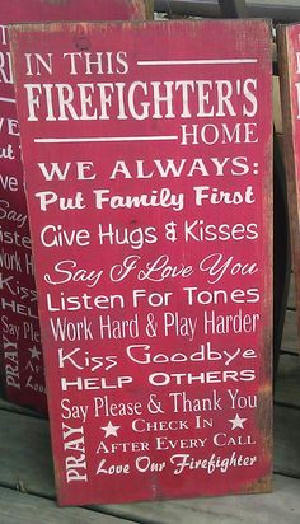 IN THIS
FIREFIGHTER'S
HOME
WE ALWAYS:
Put Family First
Give Hugs & Kisses
Say I Love You
Listen For Tones
Work Hard & Play Harder
Kiss Goodbye
HELP OTHERS
Say Please & Thank You
PRAY
CHECK IN
AFTER EVERY CALL
Love Our Firefighter